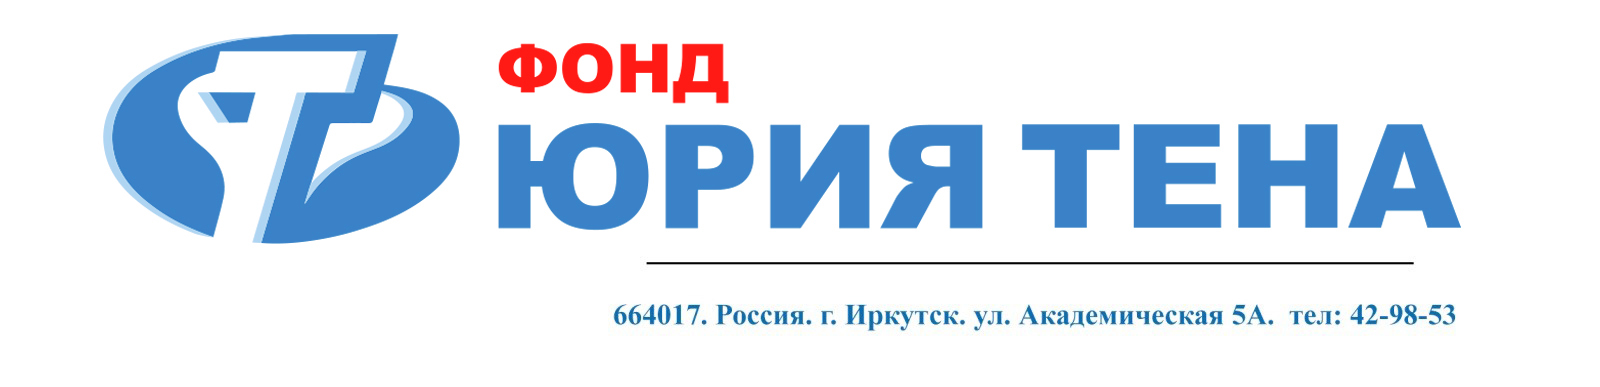 ФОНД
ЮРИЯ ТЕНА
664017. Россия. г. Иркутск. ул. Академическая 5А. тел: 42-98-53